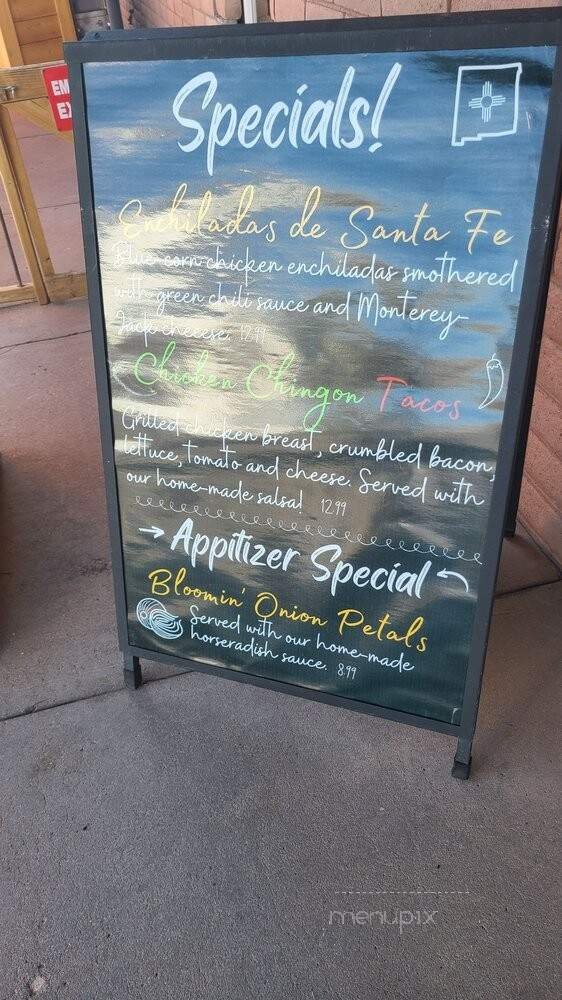 EM
EX
Specials!
Enchiladas de Santa Fe
Blue corn chicken enchiladas smothered
with green chili sauce and Monterey-
Jack cheese. 12.99
Chicken Chingon Tacos
Grilled chicken breast, crumbled bacon,
lettuce, tomato and cheese. Served with
our home-made salsa! 12.99
Appitizer Special
Bloomin' Onion Petals
Served with our home-made
horseradish sauce. 8.99
menupix